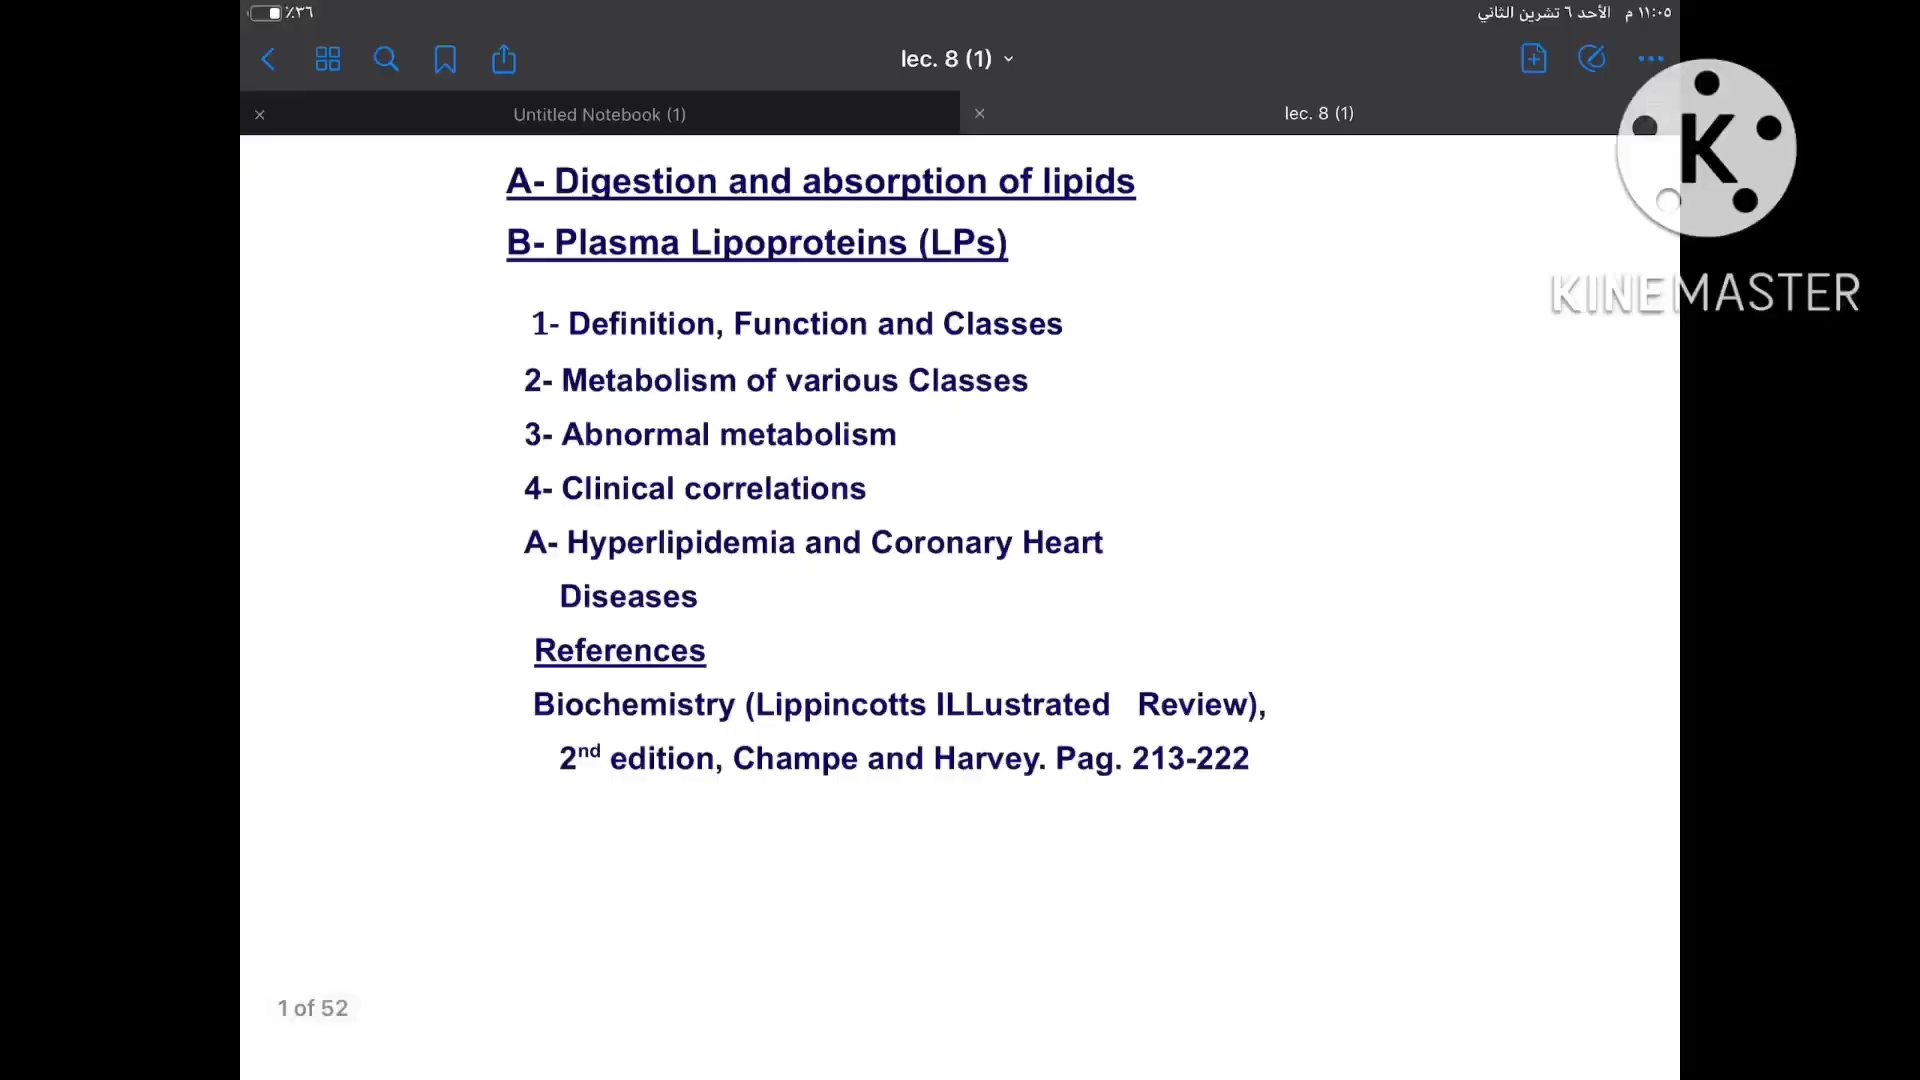 ٪٣٦
١١:٠٥ م الأحد ٦ تشرين الثاني
lec. 8 (1)
Untitled Notebook (1)
lec. 8 (1)
K
KINEMASTER
A- Digestion and absorption of lipids
B- Plasma Lipoproteins (LPs)
1- Definition, Function and Classes
2- Metabolism of various Classes
3- Abnormal metabolism
4- Clinical correlations
A- Hyperlipidemia and Coronary Heart
Diseases
References
Biochemistry (Lippincotts ILLustrated Review),
2nd edition, Champe and Harvey. Pag. 213-222
1 of 52